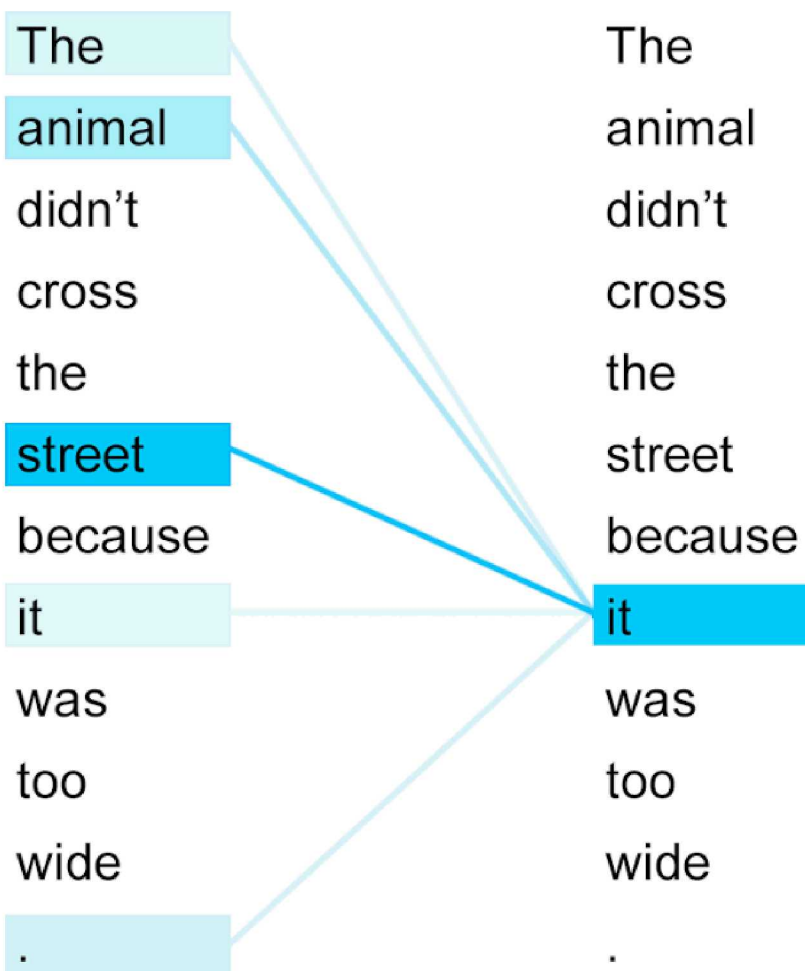 The
animal
didn’t
cross
the
street
because
it
was
too
wide
.
The
animal
didn’t
cross
the
street
because
it
was
too
wide
.